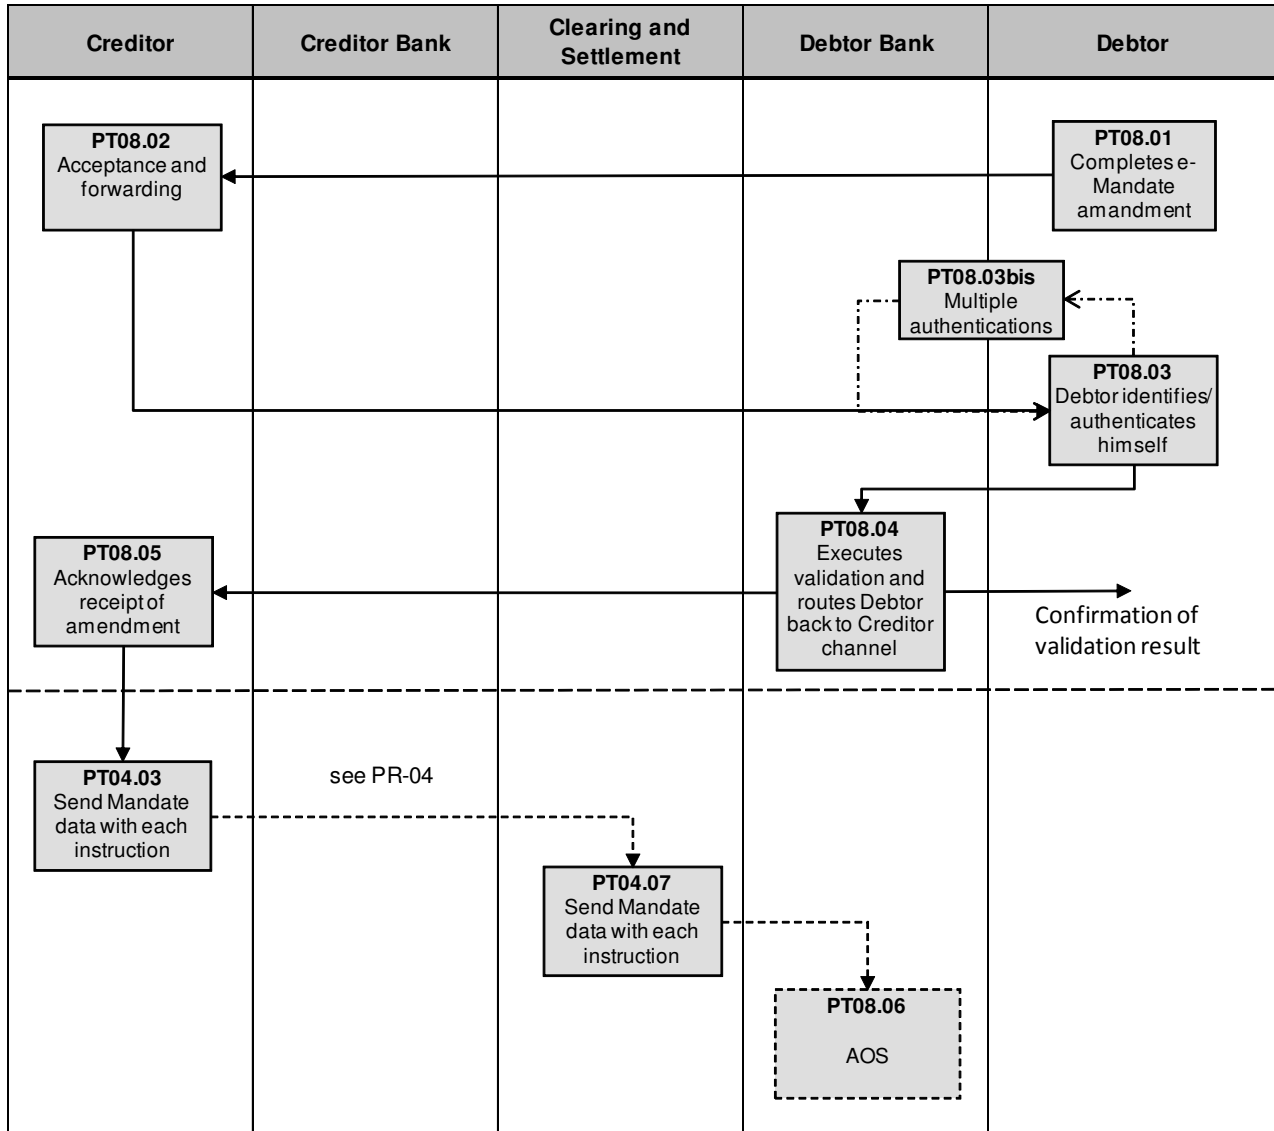 Creditor
Creditor Bank
Clearing and
Settlement
Debtor Bank
Debtor
PT08.02
Acceptance and
forwarding
PT08.01
Completes e-
Mandate
amandment
PT08.03bis
Multiple
authentications
PT08.03
Debtor identifies/
authenticates
himself
PT08.05
Acknowledges
receipt of
amendment
PT08.04
Executes
validation and
routes Debtor
back to Creditor
channel
Confirmation of
validation result
PT04.03
Send Mandate
data with each
instruction
see PR-04
PT04.07
Send Mandate
data with each
instruction
PT08.06
AOS